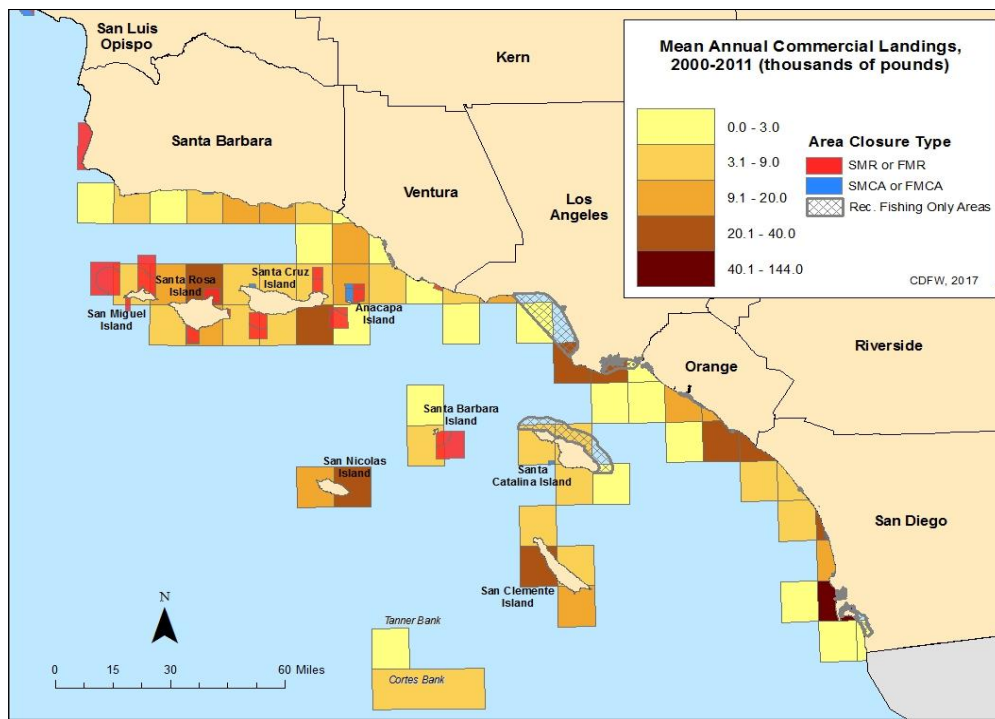 San Luis
Opispo
Kern
Santa Barbara
Ventura
Los
Angeles
Mean Annual Commercial Landings,
2000-2011 (thousands of pounds)
0.0 - 3.0
3.1 - 9.0
9.1 - 20.0
20.1 - 40.0
40.1 - 144.0
Area Closure Type
SMR or FMR
SMCA or FMCA
Rec. Fishing Only Areas
CDFW, 2017
Santa Rosa
Island
Santa Cruz
Island
San Miguel
Island
Anacapa
Island
Orange
Riverside
Santa Barbara
Island
San Nicolas
Island
Santa
Catalina Island
San Diego
San Clemente
Island
N
Tanner Bank
Cortes Bank
0 15 30 60 Miles